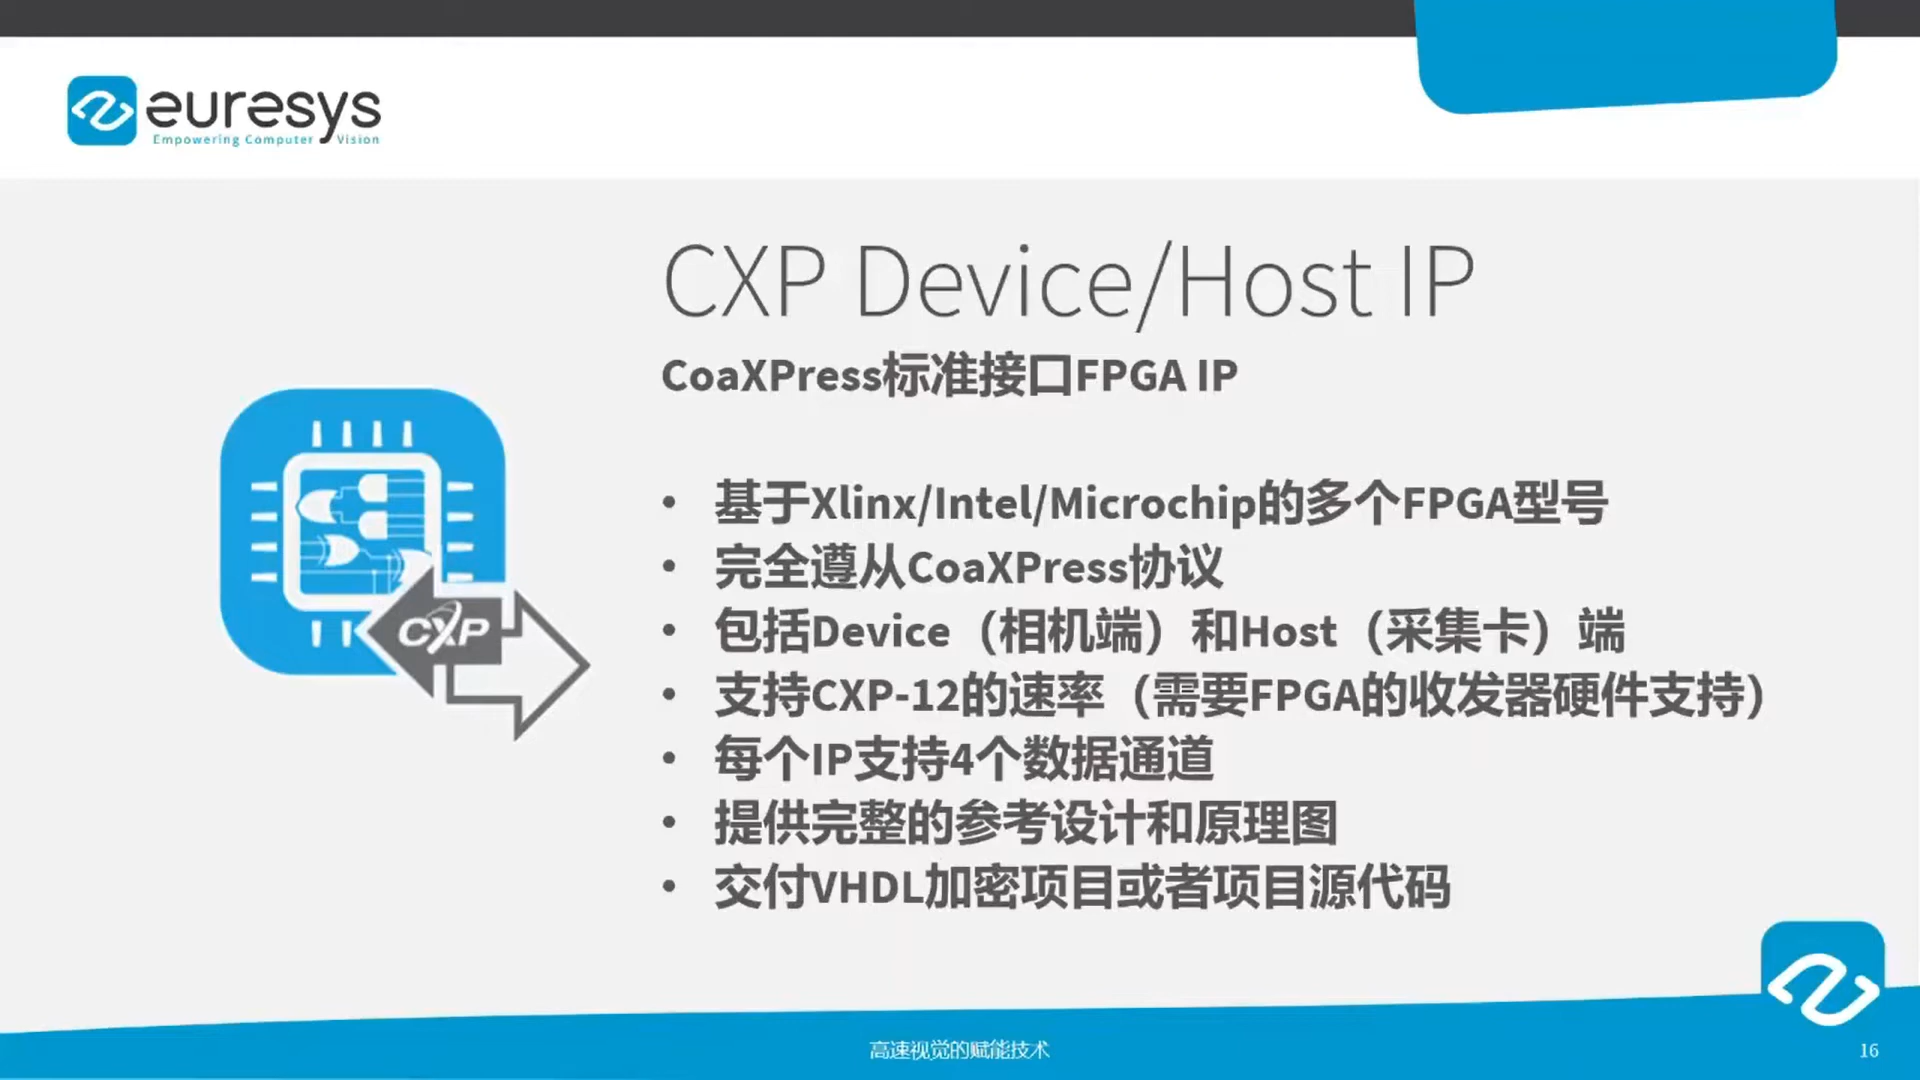 euresys
Empowering Computer Vision
CXP Device/Host IP
CoaXPress标准接口FPGA IP
• 基于Xlinx/Intel/Microchip的多个FPGA型号
• 完全遵从CoaXPress协议
• 包括Device（相机端）和Host（采集卡）端
• 支持CXP-12的速率（需要FPGA的收发器硬件支持）
• 每个IP支持4个数据通道
• 提供完整的参考设计和原理图
• 交付VHDL加密项目或者项目源代码
CXP
高速视觉的赋能技术
16